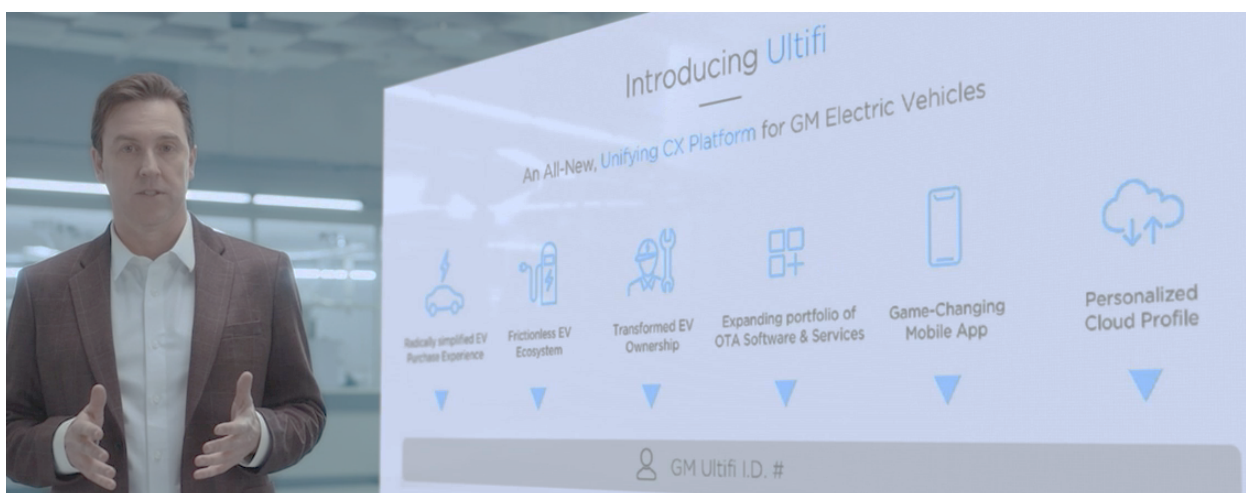 Introducing Ultifi
An All-New, Unifying CX Platform for GM Electric Vehicles
Radically simplified EV
Purchase Experience
Frictionless EV
Ecosystem
Transformed EV
Ownership
Expanding portfolio of
OTA Software & Services
Game-Changing
Mobile App
Personalized
Cloud Profile
GM Ultifi I.D. #